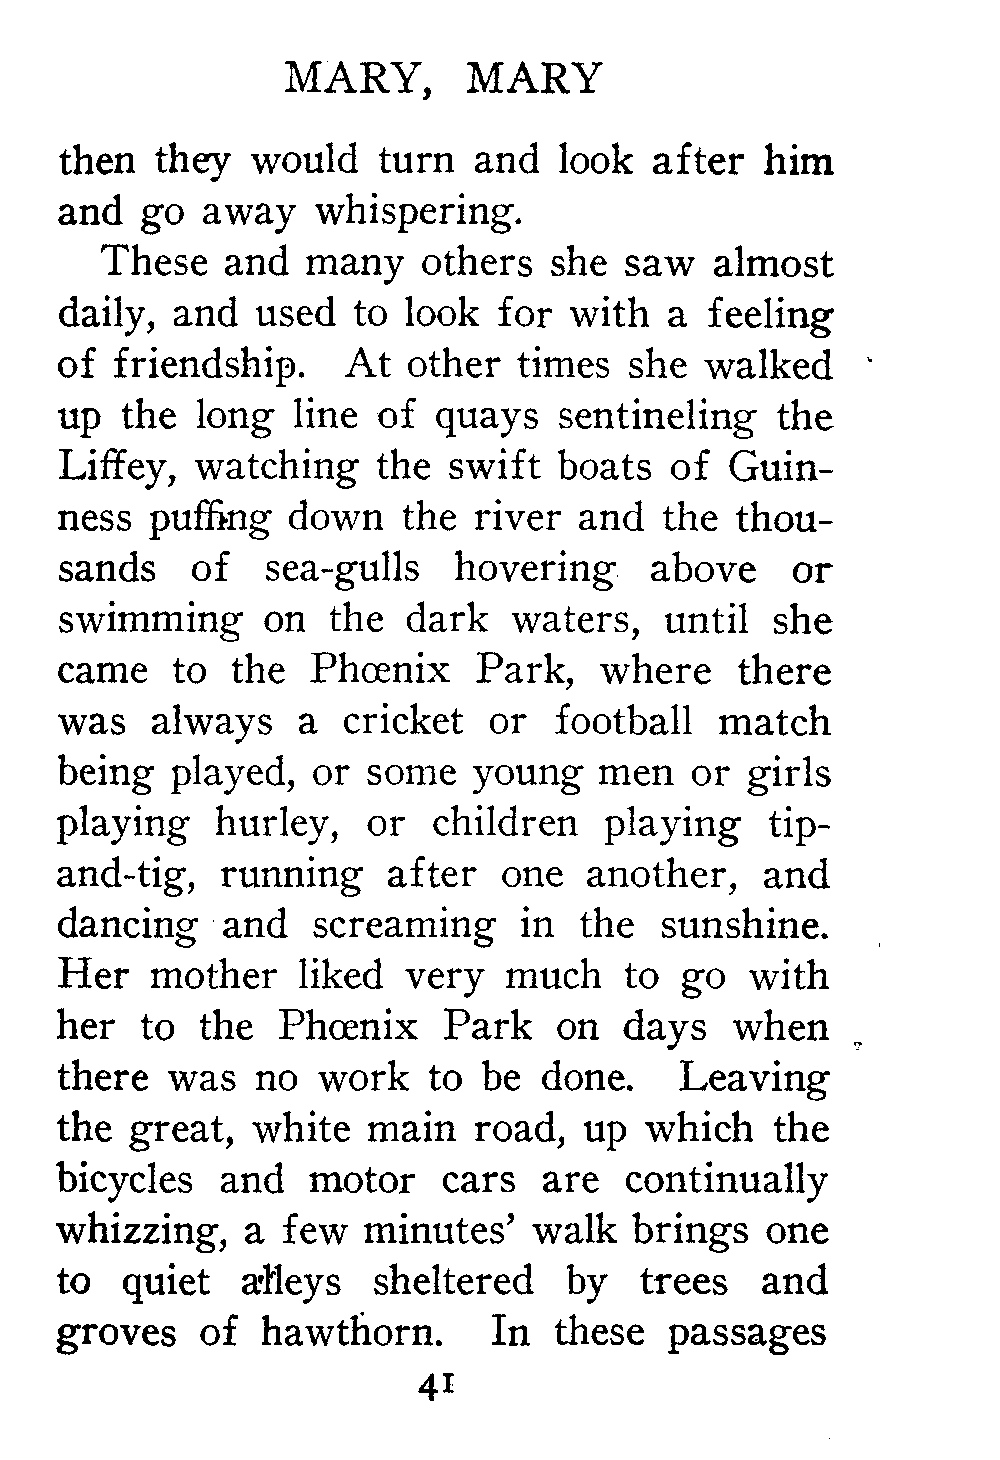 MARY, MARY
then they would turn and look after him
and go away whispering.
These and many others she saw almost
daily, and used to look for with a feeling
of friendship. At other times she walked
up the long line of quays sentineling the
Liffey, watching the swift boats of Guin-
ness puffing down the river and the thou-
sands of sea-gulls hovering above or
swimming on the dark waters, until she
came to the Phœnix Park, where there
was always a cricket or football match
being played, or some young men or girls
playing hurley, or children playing tip-
and-tig, running after one another, and
dancing and screaming in the sunshine.
Her mother liked very much to go with
her to the Phœnix Park on days when
there was no work to be done. Leaving
the great, white main road, up which the
bicycles and motor cars are continually
whizzing, a few minutes’ walk brings one
to quiet alleys sheltered by trees and
groves of hawthorn. In these passages
41